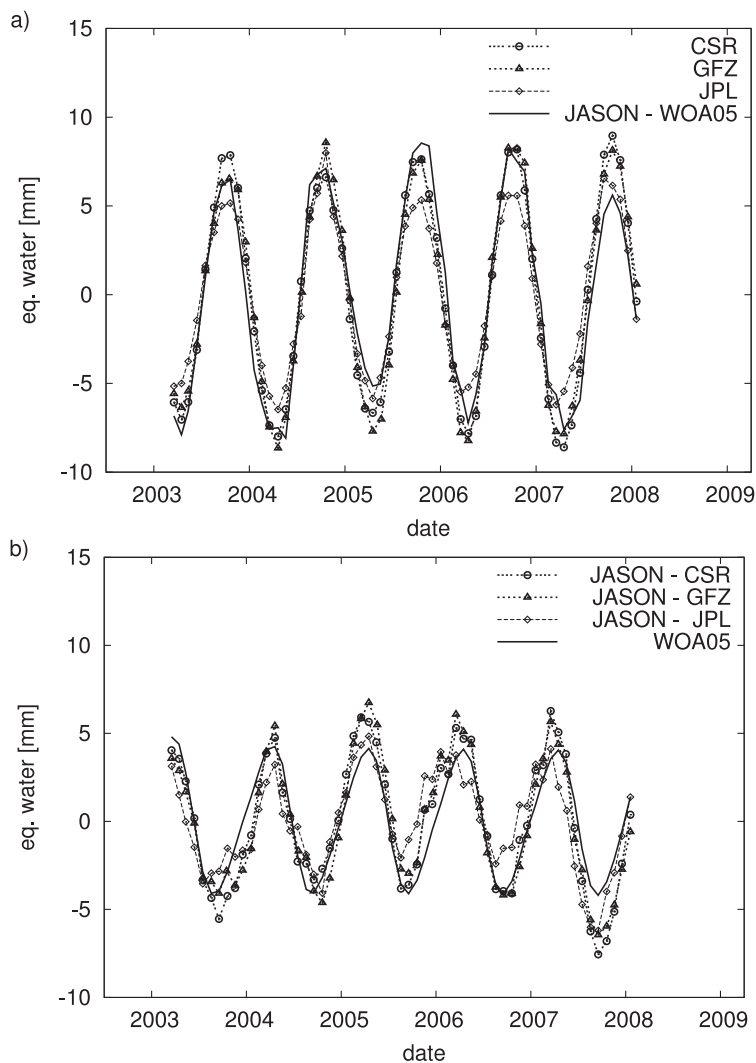 a)
15
10
5
0
-5
-10
eq. water [mm]
CSR
GFZ
JPL
JASON - WOA05
2003 2004 2005 2006 2007 2008 2009
date
b)
15
10
5
0
-5
-10
eq. water [mm]
JASON - CSR
JASON - GFZ
JASON - JPL
WOA05
2003 2004 2005 2006 2007 2008 2009
date